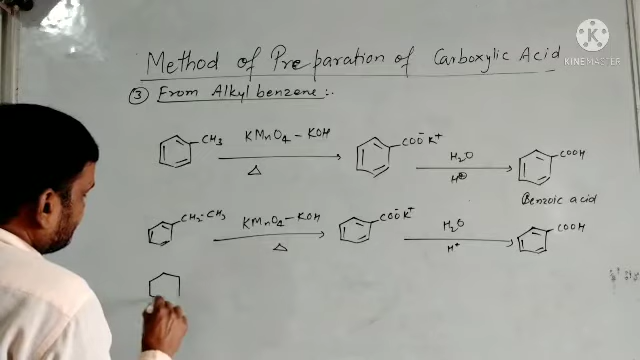 Method of Preparation of Carboxylic Acid
KINEMASTER
③ From Alkyl benzene :.
CH₃ KMnO₄ - KOH Δ COO⁻ K⁺ H₂O H⊕ COOH
Benzoic acid
CH₂-CH₃ KMnO₄-KOH Δ COO⁻K⁺ H₂O H⁺ COOH